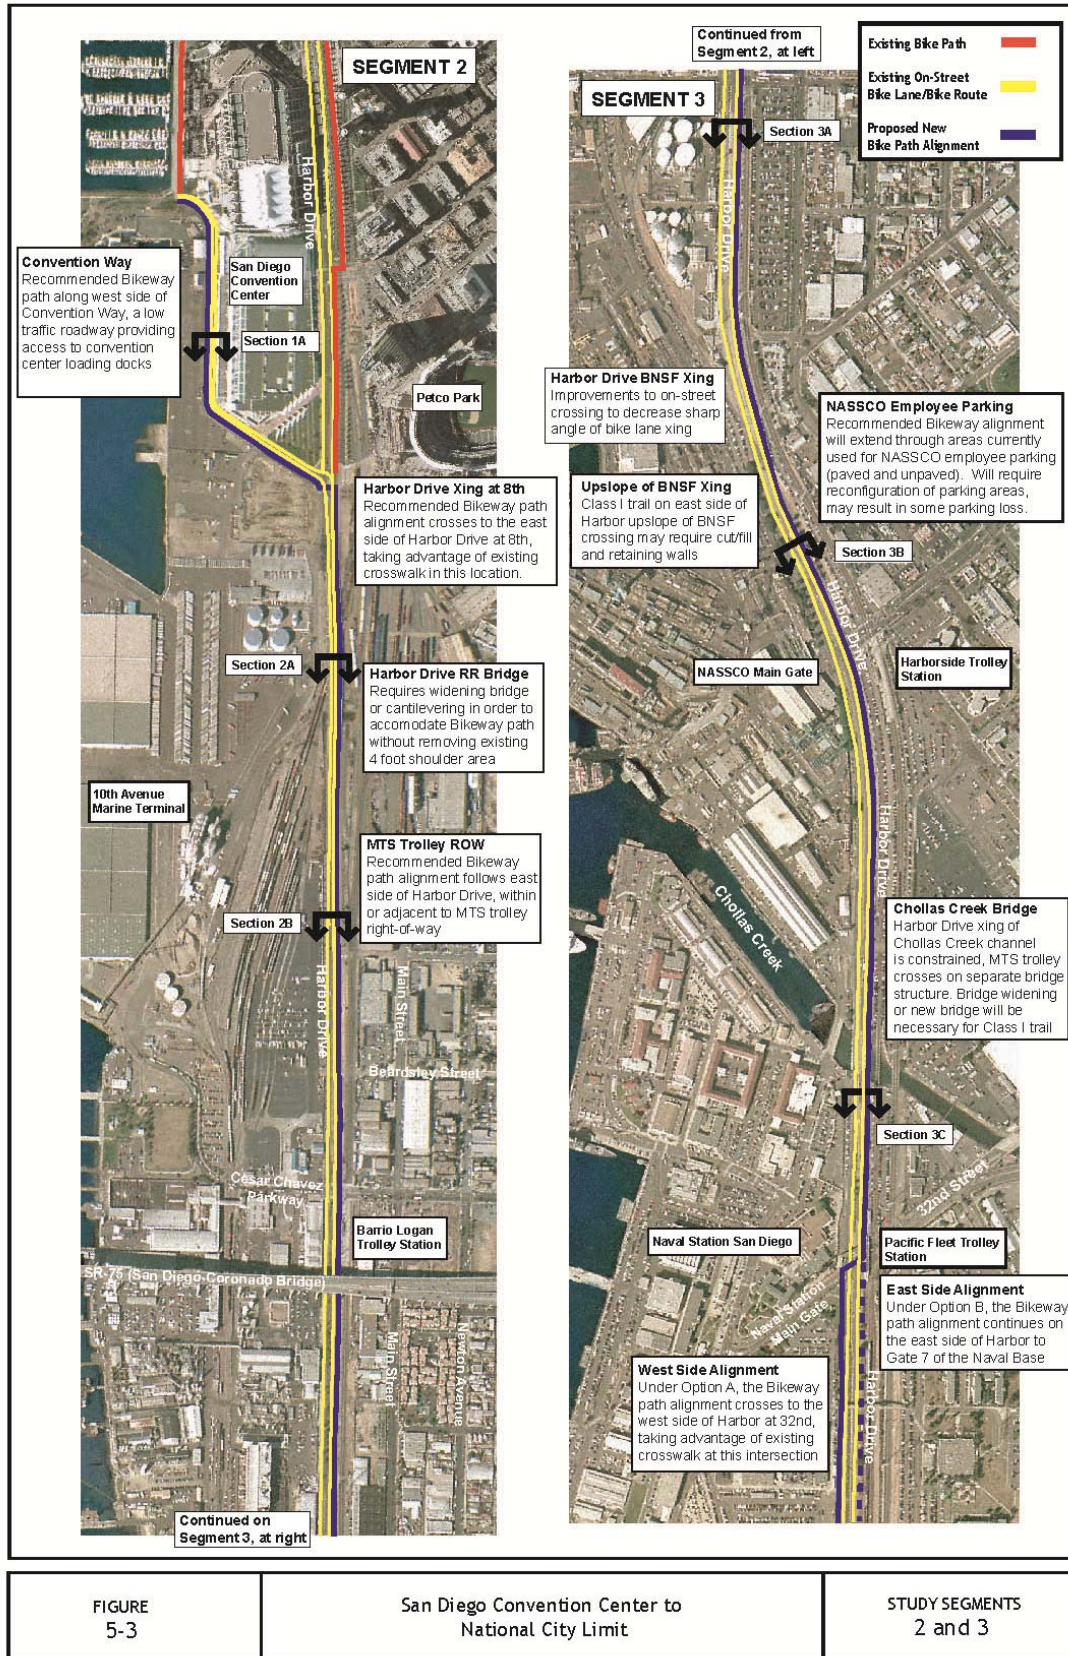 SEGMENT 2
Harbor Drive
Convention Way
Recommended Bikeway
path along west side of
Convention Way, a low
traffic roadway providing
access to convention
center loading docks
San Diego
Convention
Center
Section 1A
Petco Park
Harbor Drive Xing at 8th
Recommended Bikeway path
alignment crosses to the east
side of Harbor Drive at 8th,
taking advantage of existing
crosswalk in this location.
Section 2A
Harbor Drive RR Bridge
Requires widening bridge
or cantilevering in order to
accomodate Bikeway path
without removing existing
4 foot shoulder area
10th Avenue
Marine Terminal
MTS Trolley ROW
Recommended Bikeway
path alignment follows east
side of Harbor Drive, within
or adjacent to MTS trolley
right-of-way
Section 2B
Harbor Drive
Main Street
Beardsley Street
Cesar Chavez
Parkway
Barrio Logan
Trolley Station
SR-75 (San Diego-Coronado Bridge)
Main Street
Newton Avenue
Continued on
Segment 3, at right
Continued from
Segment 2, at left
Existing Bike Path
Existing On-Street
Bike Lane/Bike Route
Proposed New
Bike Path Alignment
SEGMENT 3
Section 3A
Harbor Drive
Harbor Drive BNSF Xing
Improvements to on-street
crossing to decrease sharp
angle of bike lane xing
NASSCO Employee Parking
Recommended Bikeway alignment
will extend through areas currently
used for NASSCO employee parking
(paved and unpaved). Will require
reconfiguration of parking areas,
may result in some parking loss.
Upslope of BNSF Xing
Class I trail on east side of
Harbor upslope of BNSF
crossing may require cut/fill
and retaining walls
Section 3B
Harbor Drive
NASSCO Main Gate
Harborside Trolley
Station
Harbor Drive
Chollas Creek
Chollas Creek Bridge
Harbor Drive xing of
Chollas Creek channel
is constrained, MTS trolley
crosses on separate bridge
structure. Bridge widening
or new bridge will be
necessary for Class I trail
Section 3C
32nd Street
Naval Station San Diego
Pacific Fleet Trolley
Station
Naval Station
Main Gate
East Side Alignment
Under Option B, the Bikeway
path alignment continues on
the east side of Harbor to
Gate 7 of the Naval Base
West Side Alignment
Under Option A, the Bikeway
path alignment crosses to the
west side of Harbor at 32nd,
taking advantage of existing
crosswalk at this intersection
Harbor Drive
FIGURE
5-3
San Diego Convention Center to
National City Limit
STUDY SEGMENTS
2 and 3